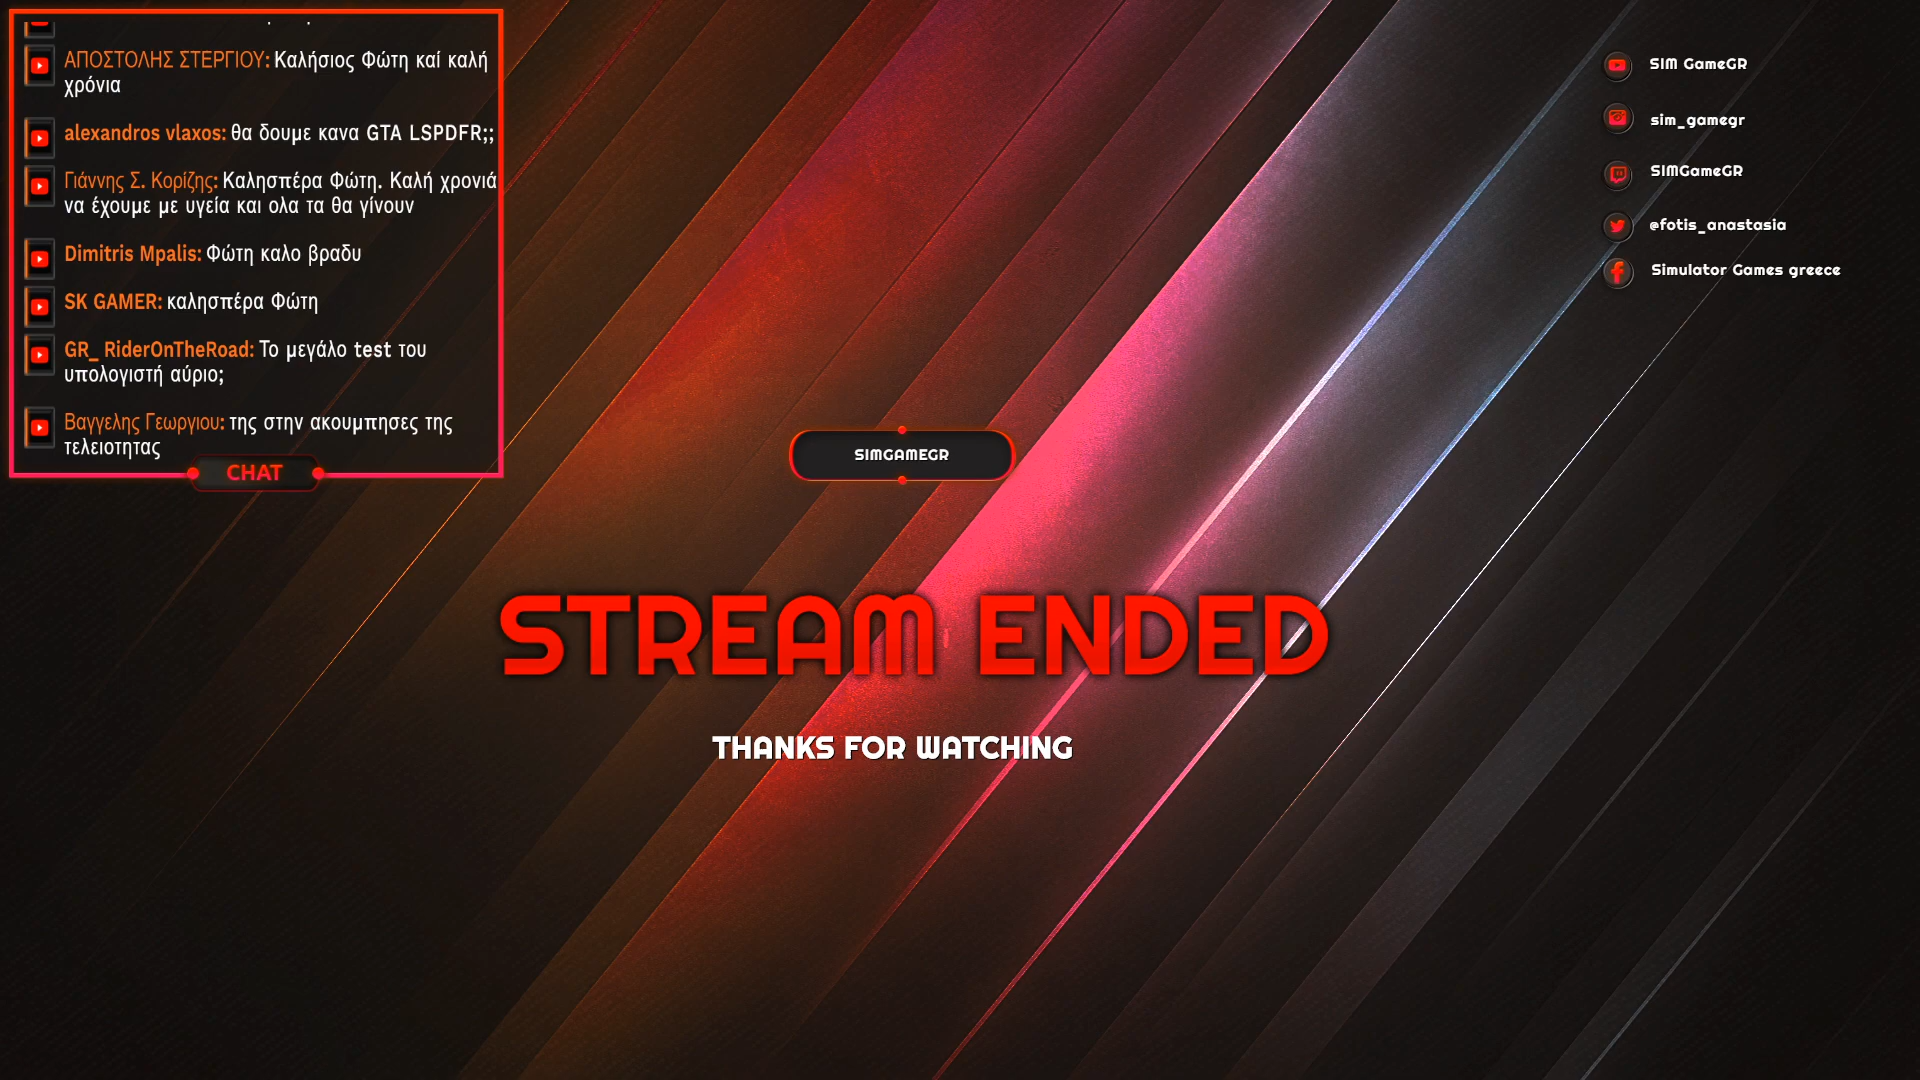 ΑΠΟΣΤΟΛΗΣ ΣΤΕΡΓΙΟΥ: Καλήσιος Φώτη καί καλή
χρόνια
alexandros vlaxos: θα δουμε κανα GTA LSPDFR;;
Γιάννης Σ. Κορίζης: Καλησπέρα Φώτη. Καλή χρονιά
να έχουμε με υγεία και ολα τα θα γίνουν
Dimitris Mpalis: Φώτη καλο βραδυ
SK GAMER: καλησπέρα Φώτη
GR_ RiderOnTheRoad: Το μεγάλο test του
υπολογιστή αύριο;
Βαγγελης Γεωργιου: της στην ακουμπησες της
τελειοτητας
CHAT
SIM GameGR
sim_gamegr
SIMGameGR
@fotis_anastasia
Simulator Games greece
SIMGAMEGR
STREAM ENDED
THANKS FOR WATCHING